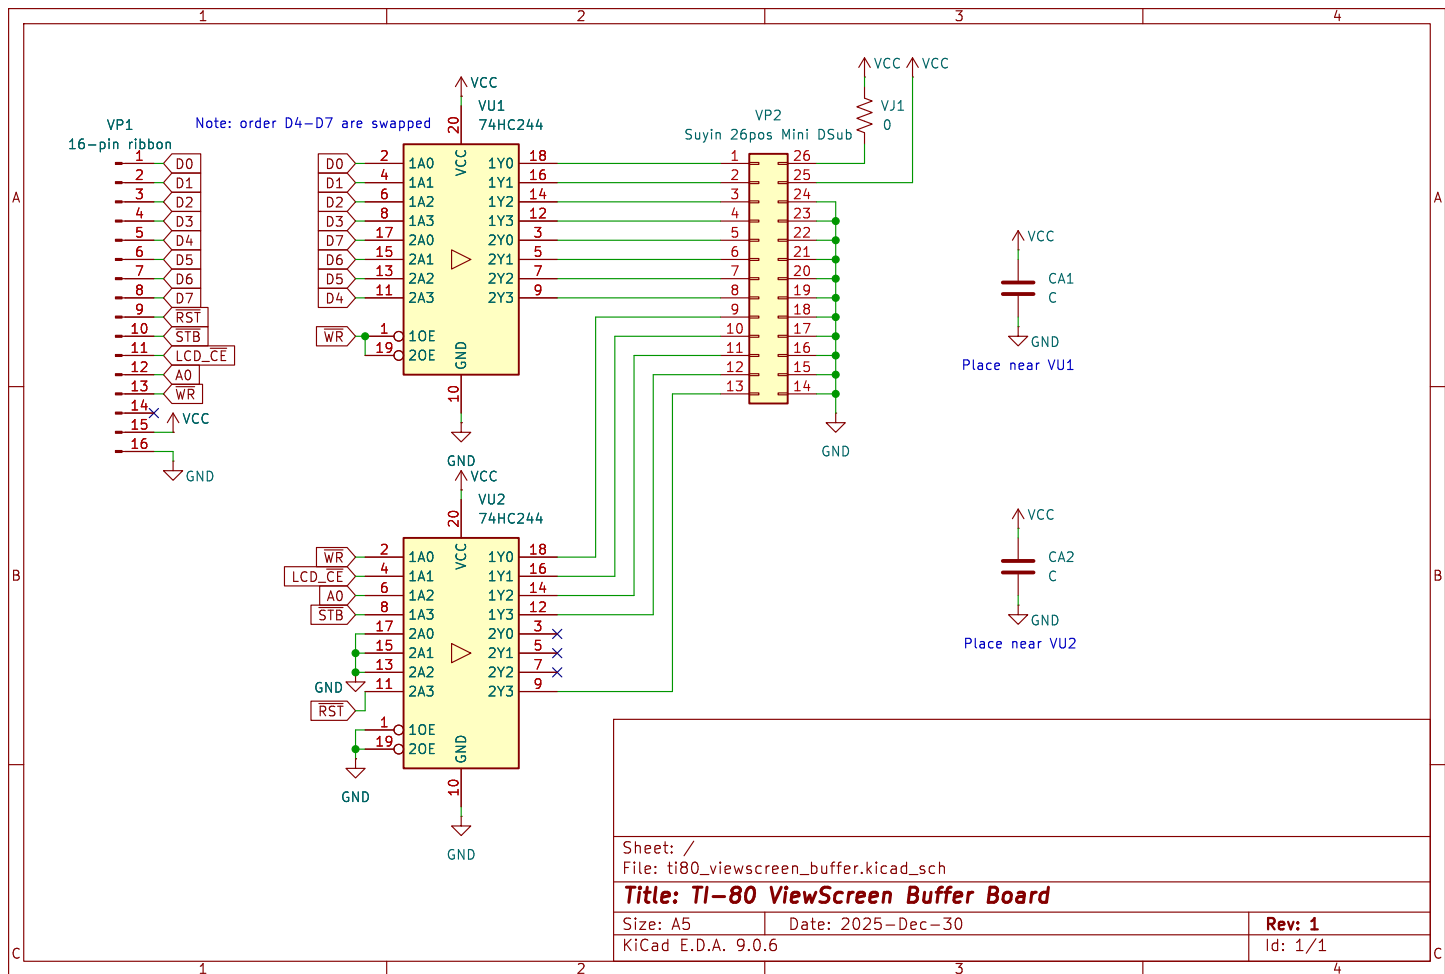 1 2 3 4
A
B
C
VP1
16-pin ribbon
1 D0
2 D1
3 D2
4 D3
5 D4
6 D5
7 D6
8 D7
9 RST
10 STB
11 LCD_CE
12 A0
13 WR
14
15 VCC
16
GND
Note: order D4-D7 are swapped
VCC
VU1
74HC244
20
VCC
D0 2 1A0 1Y0 18
D1 4 1A1 1Y1 16
D2 6 1A2 1Y2 14
D3 8 1A3 1Y3 12
D7 17 2A0 2Y0 3
D6 15 2A1 2Y1 5
D5 13 2A2 2Y2 7
D4 11 2A3 2Y3 9
WR 1 1OE
19 2OE
GND
10
GND
VCC
VU2
74HC244
20
VCC
WR 2 1A0 1Y0 18
LCD_CE 4 1A1 1Y1 16
A0 6 1A2 1Y2 14
STB 8 1A3 1Y3 12
17 2A0 2Y0 3
15 2A1 2Y1 5
13 2A2 2Y2 7
GND 11 2A3 2Y3 9
RST
1 1OE
19 2OE
GND
GND
10
GND
VCC VCC
VJ1
0
VP2
Suyin 26pos Mini DSub
1 26
2 25
3 24
4 23
5 22
6 21
7 20
8 19
9 18
10 17
11 16
12 15
13 14
GND
VCC
CA1
C
GND
Place near VU1
VCC
CA2
C
GND
Place near VU2
A
B
C
Sheet: /
File: ti80_viewscreen_buffer.kicad_sch
Title: TI-80 ViewScreen Buffer Board
Size: A5 Date: 2025-Dec-30 Rev: 1
KiCad E.D.A. 9.0.6 Id: 1/1
1 2 3 4